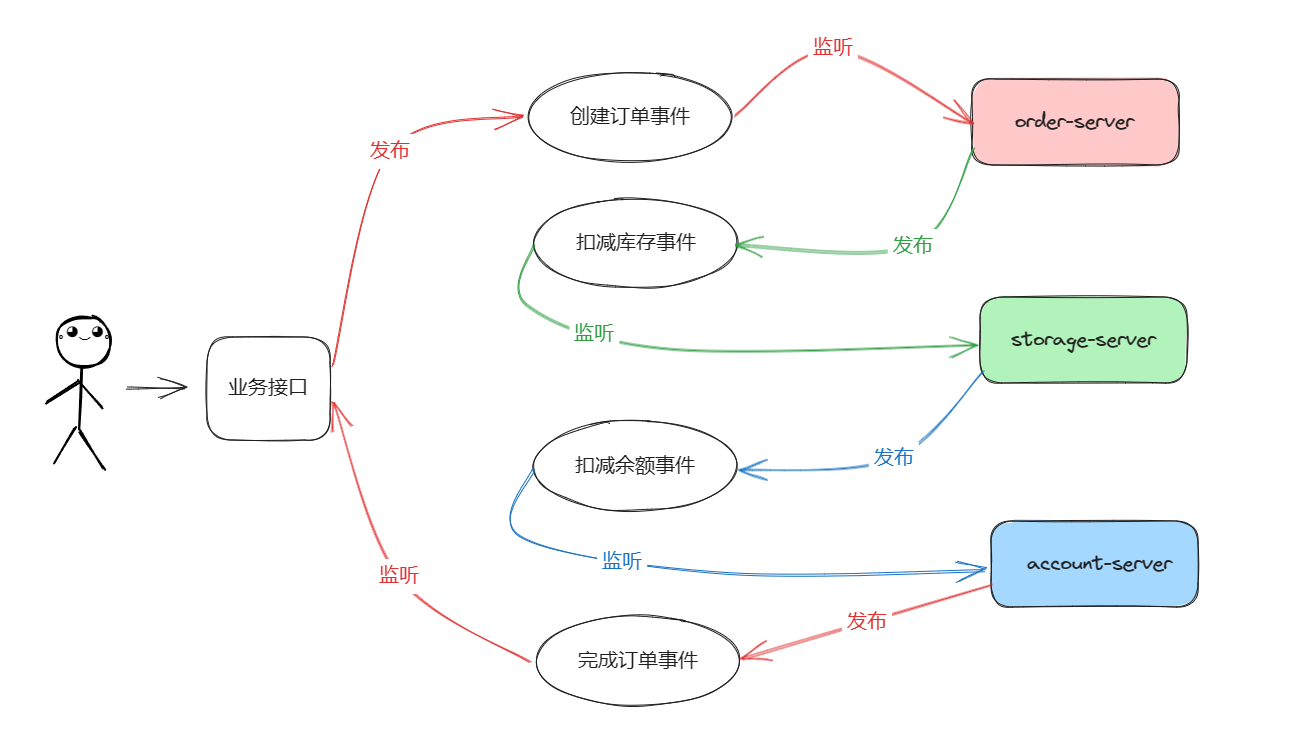 监听
创建订单事件
order-server
发布
扣减库存事件
发布
监听
storage-server
业务接口
扣减余额事件
发布
监听
account-server
监听
发布
完成订单事件